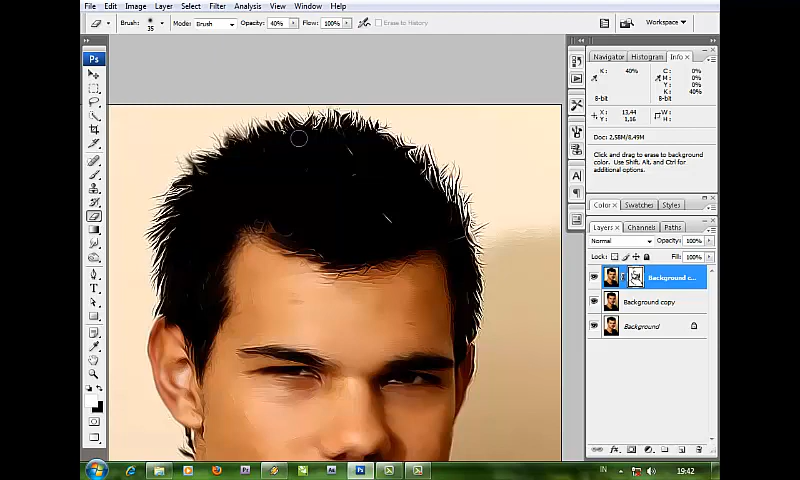 File Edit Image Layer Select Filter Analysis View Window Help
Brush: 35 Mode: Brush Opacity: 40% Flow: 100% Erase to History Workspace
Ps
Navigator Histogram Info
K: 40% C: 0%
M: 0%
Y: 0%
K: 40%
8-bit 8-bit
X: 13,44 W:
Y: 1,16 H:
Doc: 2,58M/8,49M
Click and drag to erase to background
color. Use Shift, Alt, and Ctrl for
additional options.
Color Swatches Styles
Layers Channels Paths
Normal Opacity: 100%
Lock: Fill: 100%
Background c...
Background copy
Background
IN 19:42